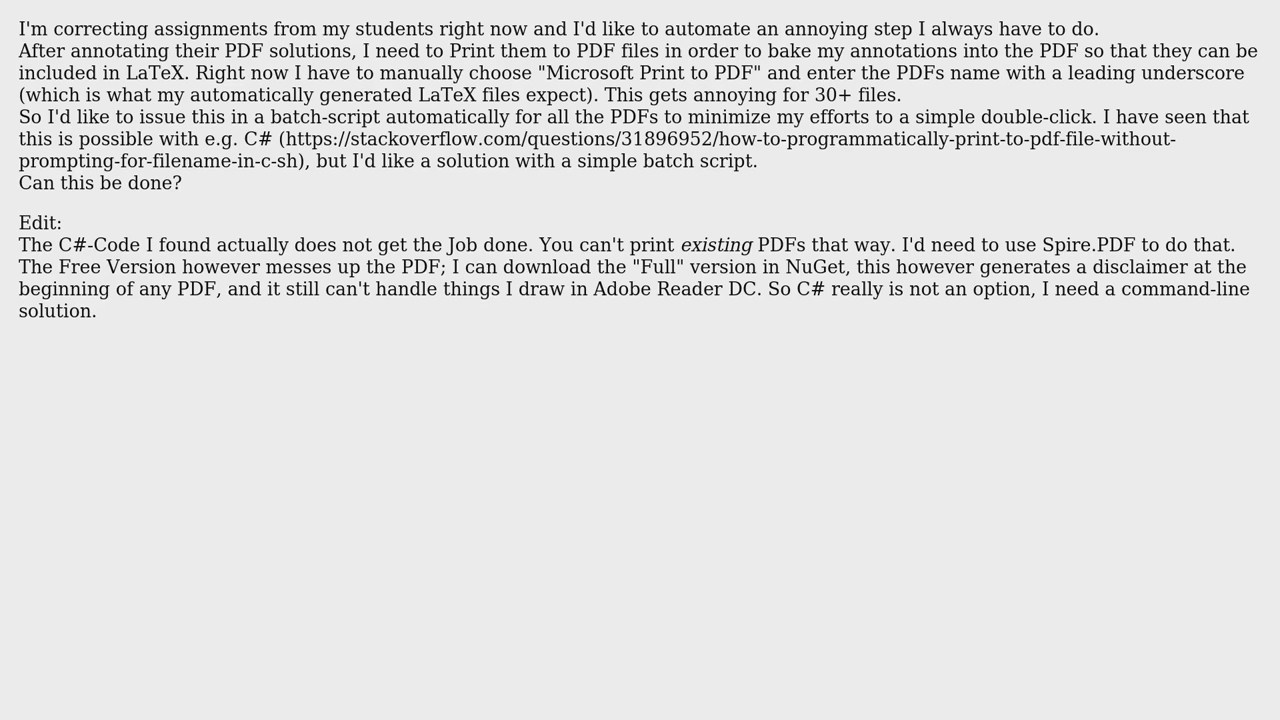 I'm correcting assignments from my students right now and I'd like to automate an annoying step I always have to do.
After annotating their PDF solutions, I need to Print them to PDF files in order to bake my annotations into the PDF so that they can be
included in LaTeX. Right now I have to manually choose "Microsoft Print to PDF" and enter the PDFs name with a leading underscore
(which is what my automatically generated LaTeX files expect). This gets annoying for 30+ files.
So I'd like to issue this in a batch-script automatically for all the PDFs to minimize my efforts to a simple double-click. I have seen that
this is possible with e.g. C# (https://stackoverflow.com/questions/31896952/how-to-programmatically-print-to-pdf-file-without-
prompting-for-filename-in-c-sh), but I'd like a solution with a simple batch script.
Can this be done?
Edit:
The C#-Code I found actually does not get the Job done. You can't print existing PDFs that way. I'd need to use Spire.PDF to do that.
The Free Version however messes up the PDF; I can download the "Full" version in NuGet, this however generates a disclaimer at the
beginning of any PDF, and it still can't handle things I draw in Adobe Reader DC. So C# really is not an option, I need a command-line
solution.